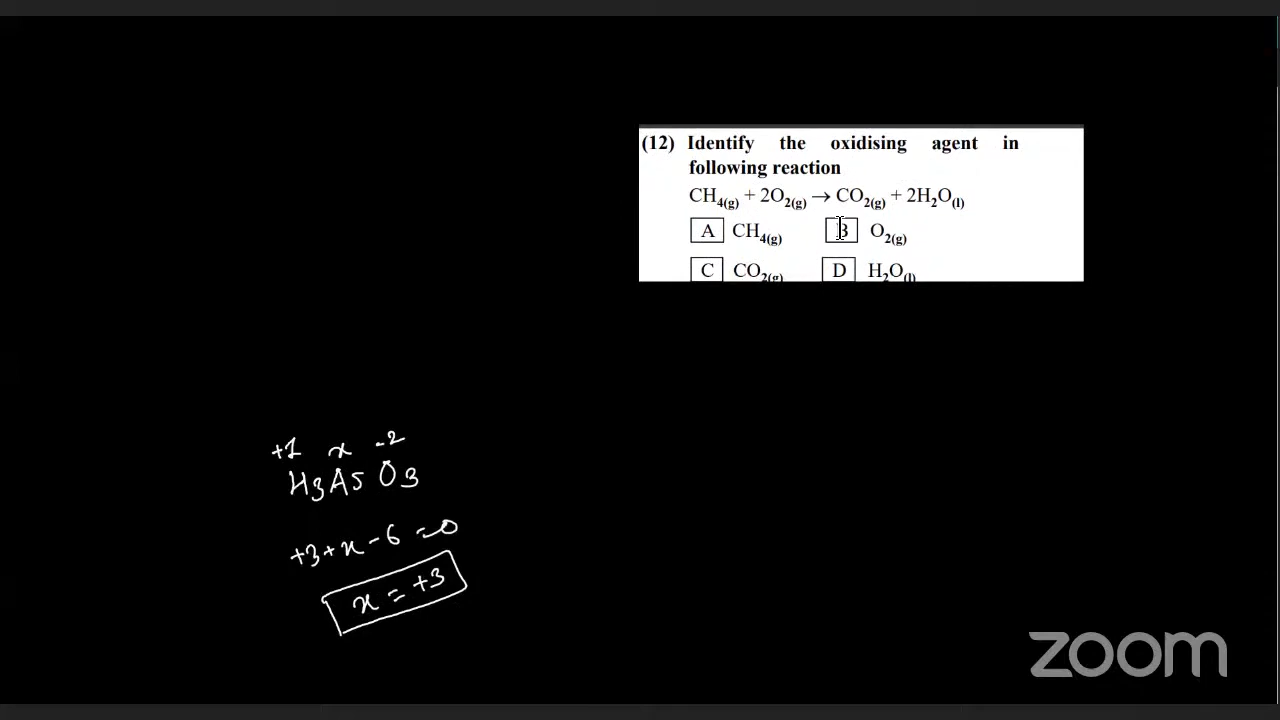 (12) Identify the oxidising agent in
following reaction
CH4(g) + 2O2(g) → CO2(g) + 2H2O(l)
A CH4(g) B O2(g)
C CO2(g) D H2O(l)
+1 x -2
H3AsO3
+3+x-6=0
x=+3
zoom